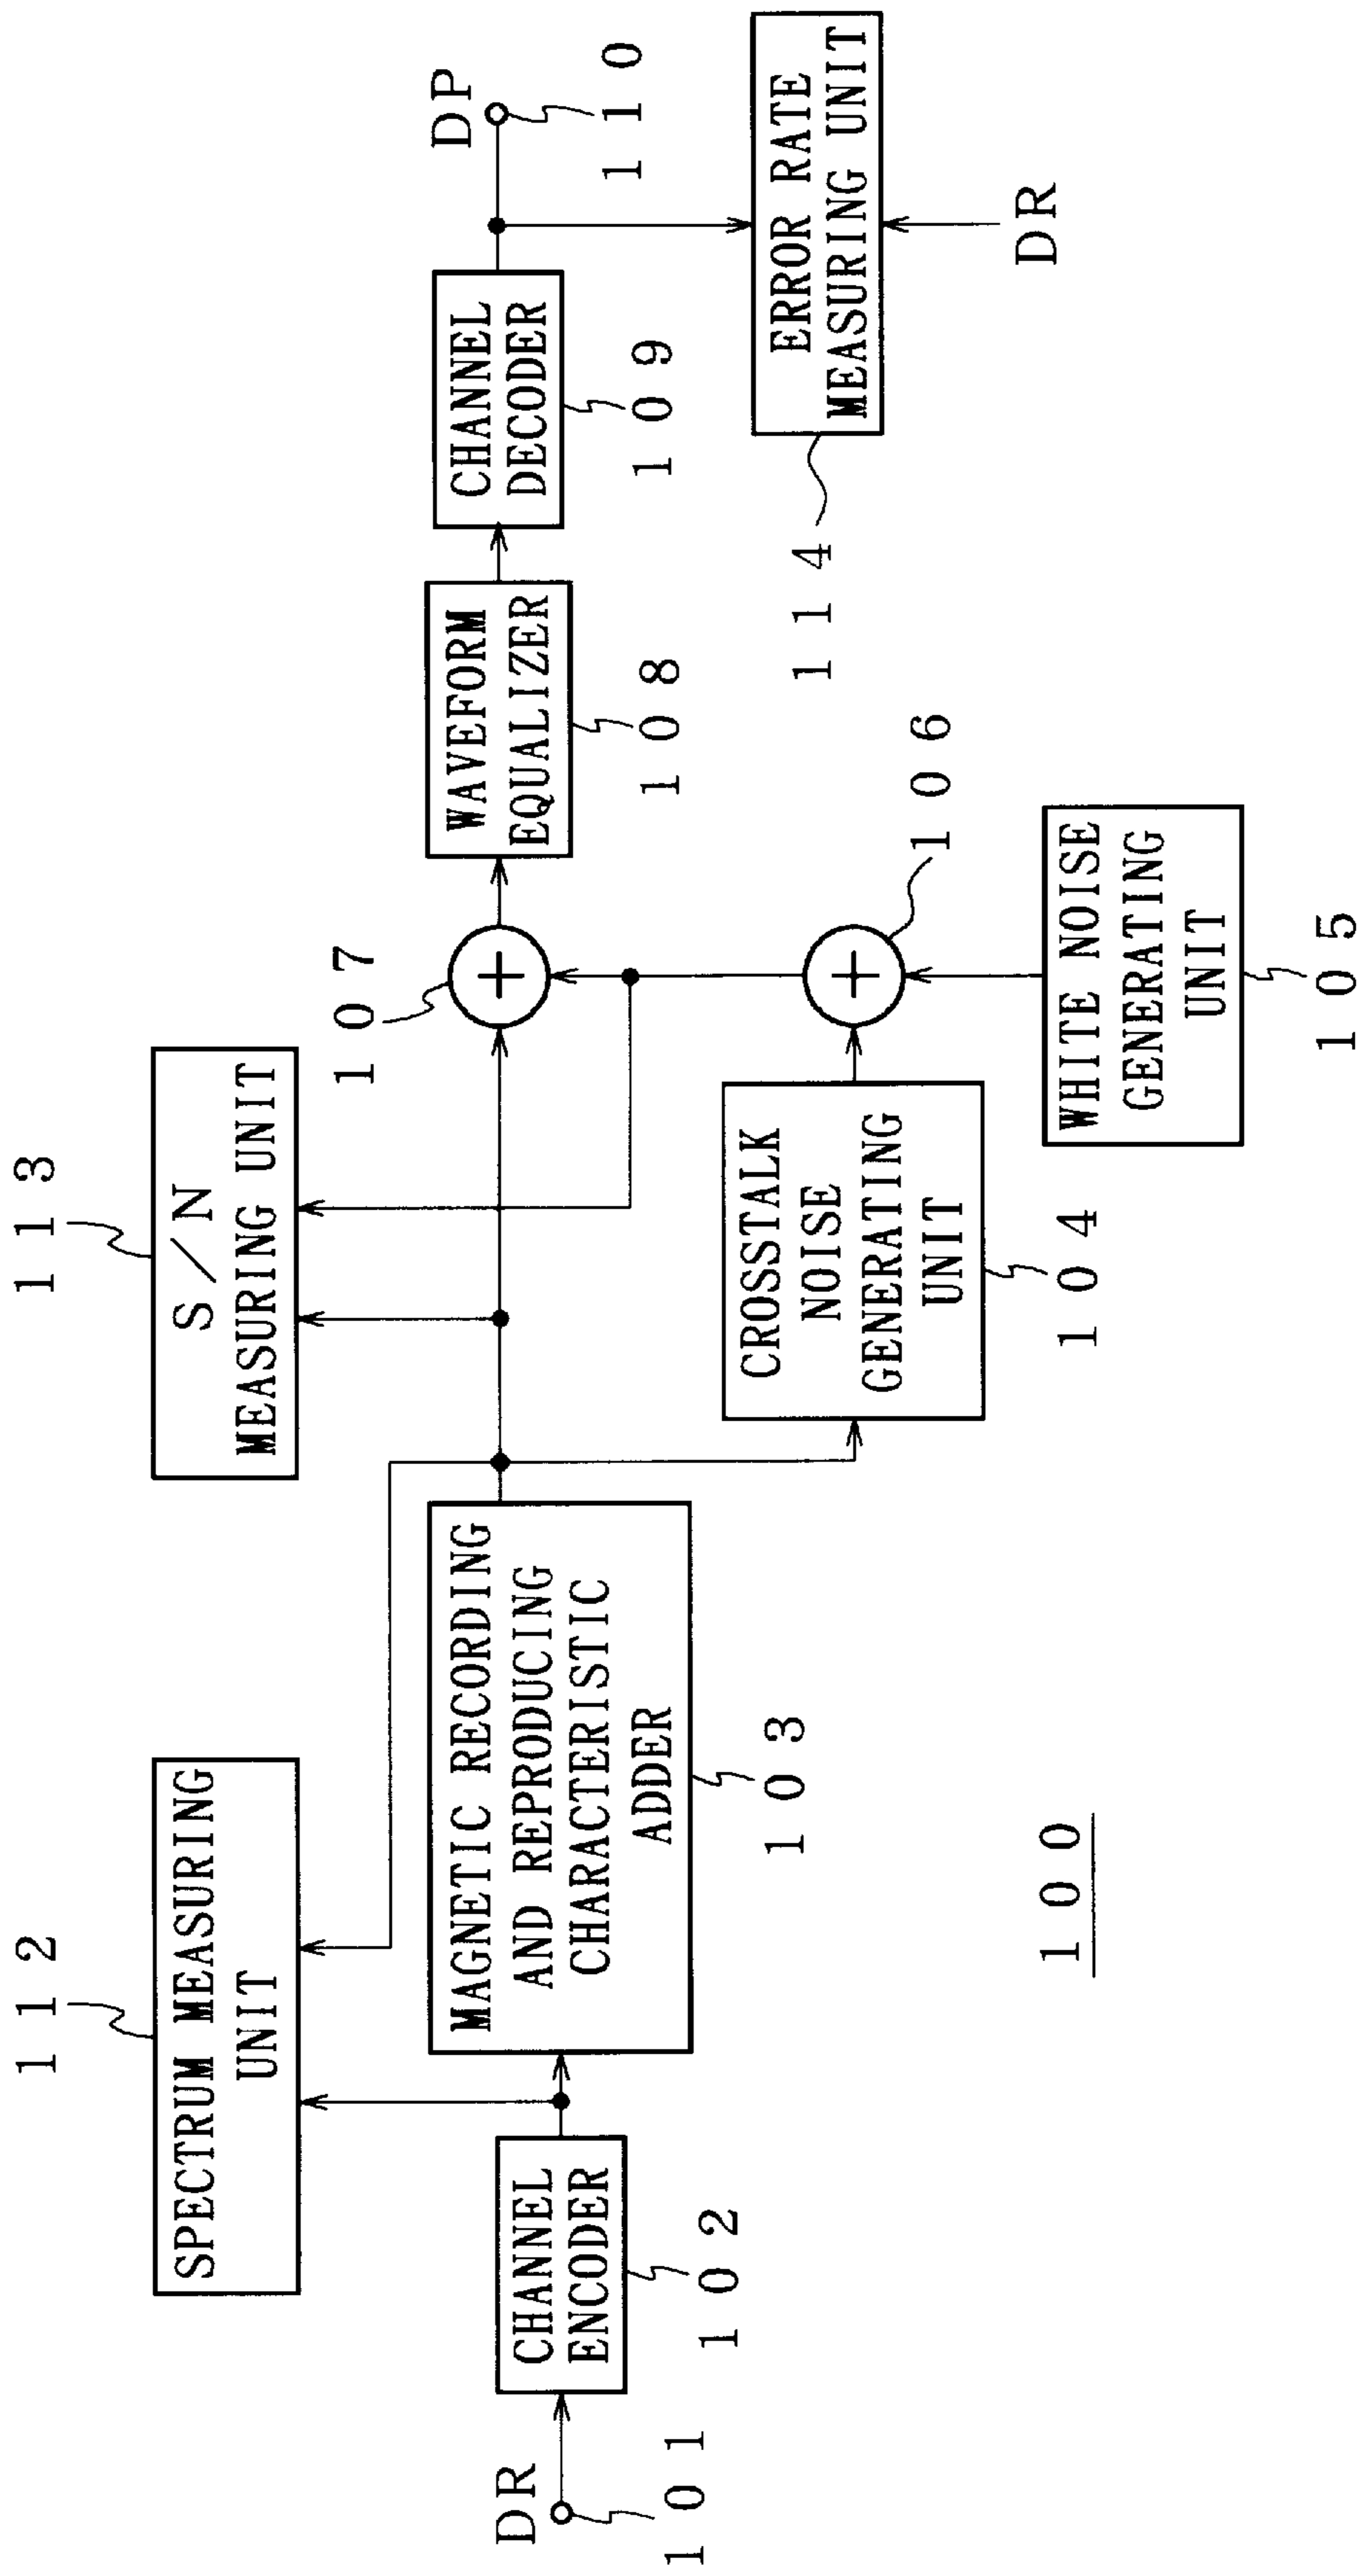 112
SPECTRUM MEASURING
UNIT
113
S/N
MEASURING UNIT
107
DP
110
DR
101
CHANNEL
ENCODER
102
MAGNETIC RECORDING
AND REPRODUCING
CHARACTERISTIC
ADDER
103
WAVEFORM
EQUALIZER
108
CHANNEL
DECODER
109
CROSSTALK
NOISE
GENERATING
UNIT
104
106
WHITE NOISE
GENERATING
UNIT
105
ERROR RATE
MEASURING UNIT
114
DR
100